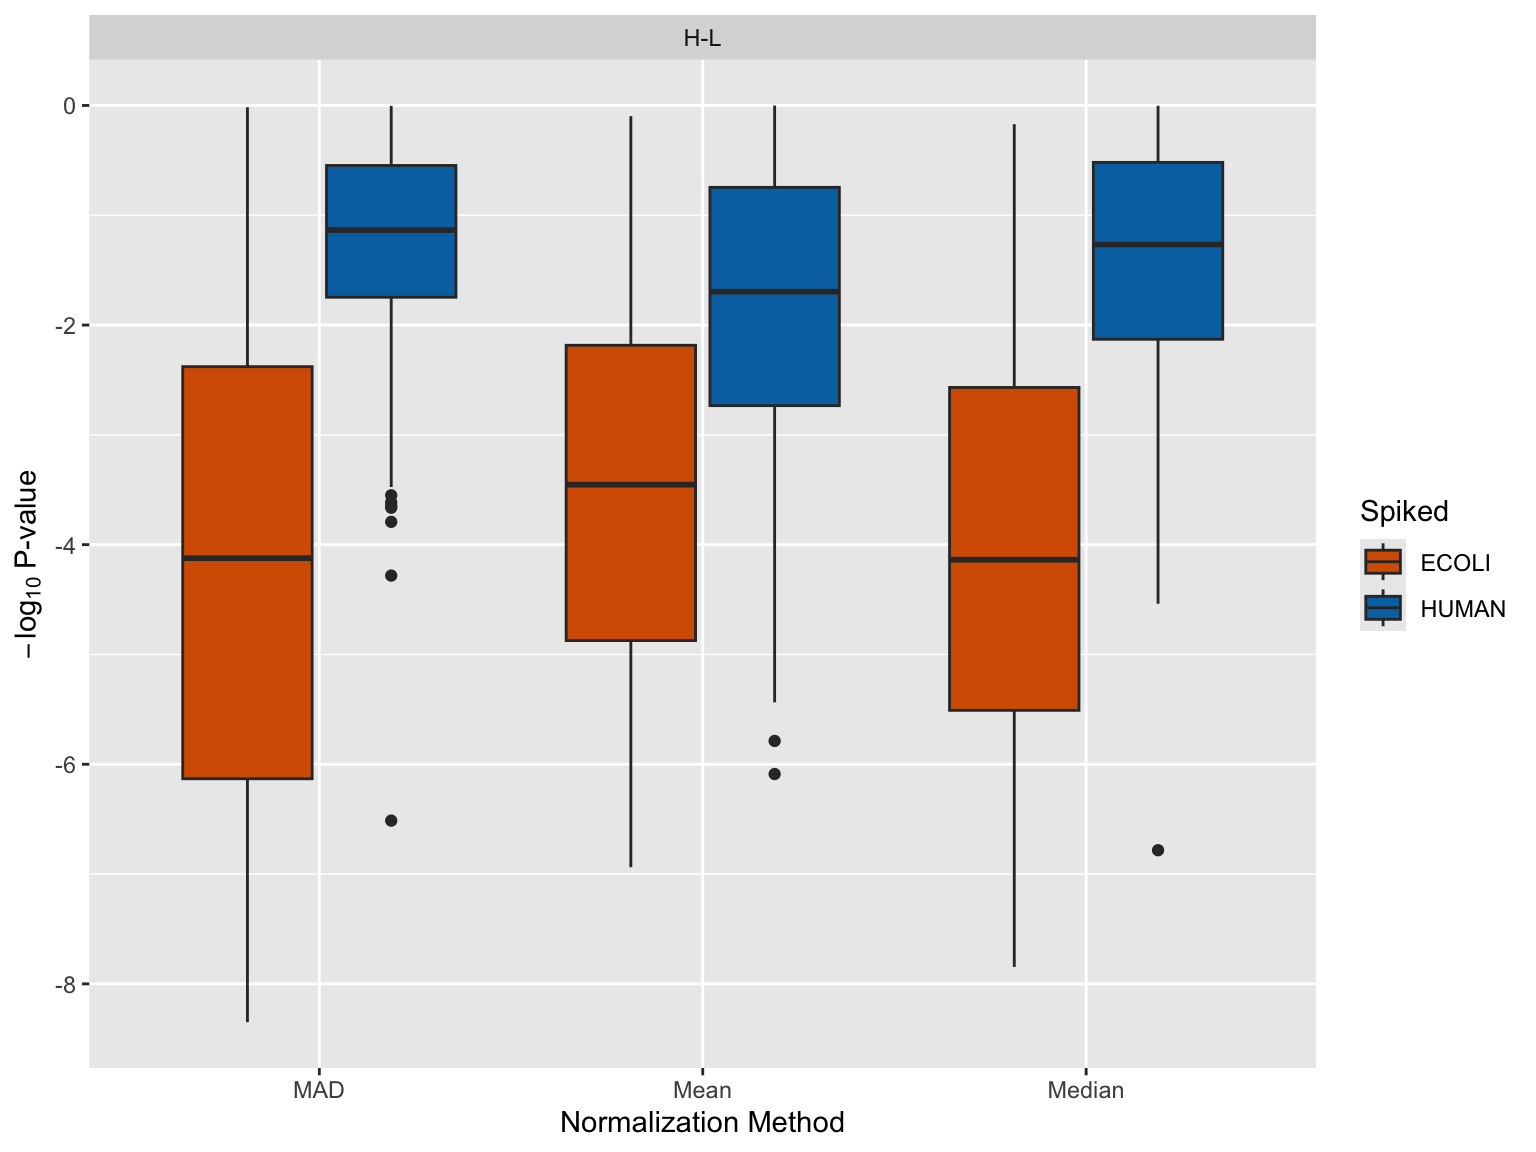 H-L
0
-2
-4
-6
-8
−log10 P-value
MAD
Mean
Median
Normalization Method
Spiked
ECOLI
HUMAN